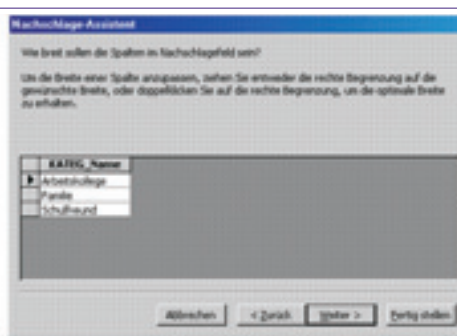 Nachschlage-Assistent
Wie breit sollen die Spalten im Nachschlagefeld sein?
Um die Breite einer Spalte anzupassen, ziehen Sie entweder die rechte Begrenzung auf die
gewünschte Breite, oder doppelklicken Sie auf die rechte Begrenzung, um die optimale Breite
zu erhalten.
KATEG_Name
Arbeitskollege
Familie
Schulfreund
Abbrechen < Zurück Weiter > Fertig stellen